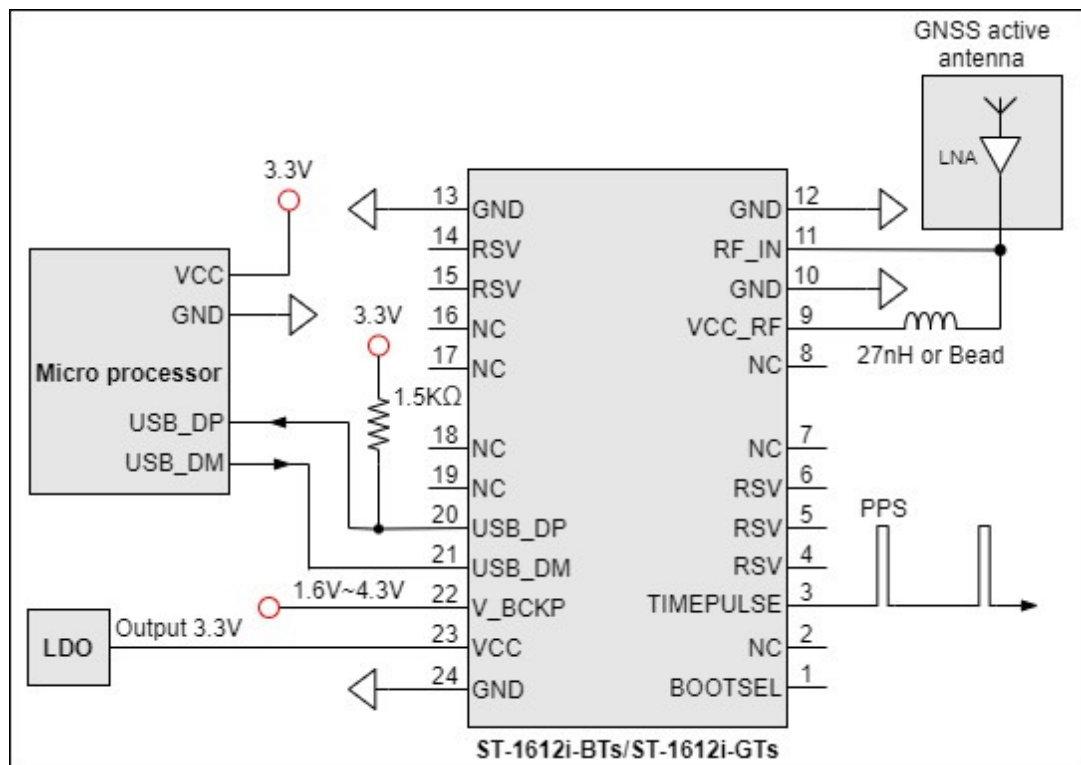 GNSS active
antenna
LNA
3.3V
13 GND
14 RSV
15 RSV
16 NC
17 NC
18 NC
19 NC
20 USB_DP
21 USB_DM
22 V_BCKP
23 VCC
24 GND
12 GND
11 RF_IN
10 GND
9 VCC_RF
8 NC
7 NC
6 RSV
5 RSV
4 RSV
3 TIMEPULSE
2 NC
1 BOOTSEL
27nH or Bead
PPS
VCC
GND
Micro processor
USB_DP
USB_DM
3.3V
1.5KΩ
1.6V~4.3V
LDO
Output 3.3V
ST-1612i-BTs/ST-1612i-GTs